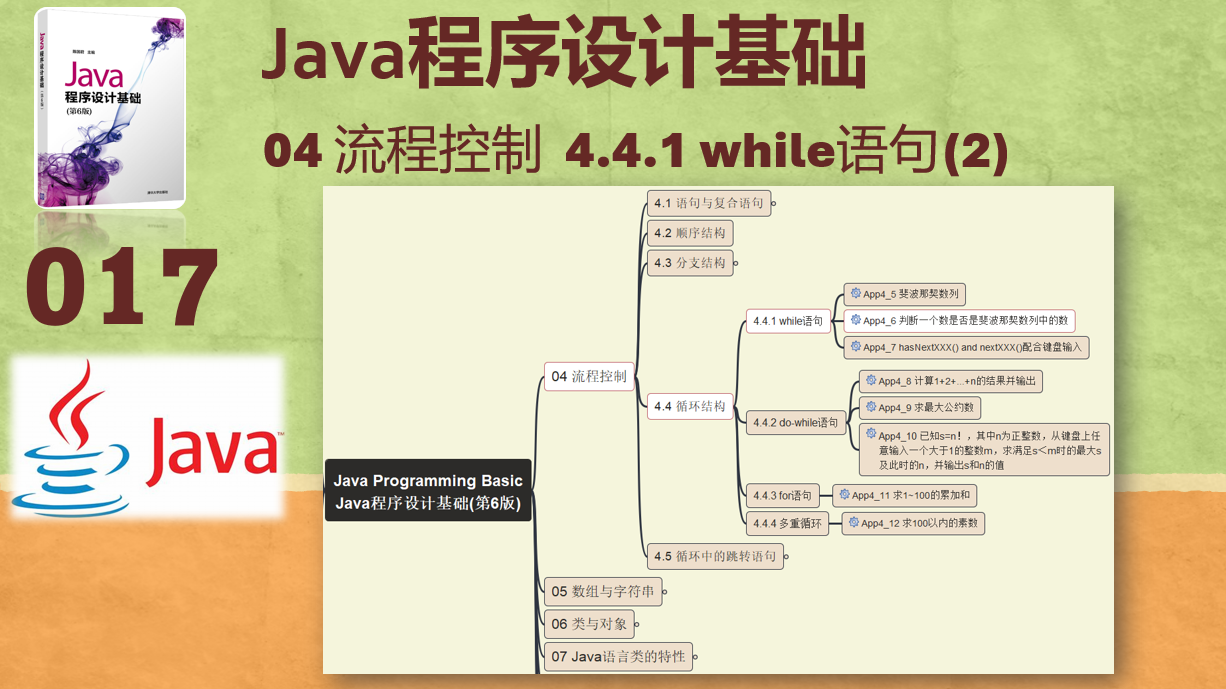 Java程序设计基础
04 流程控制 4.4.1 while语句(2)
陈国君 主编
Java
程序设计基础
(第6版)
017
Java™
4.1 语句与复合语句
4.2 顺序结构
4.3 分支结构
4.4.1 while语句
App4_5 斐波那契数列
App4_6 判断一个数是否是斐波那契数列中的数
App4_7 hasNextXXX() and nextXXX()配合键盘输入
04 流程控制
4.4 循环结构
4.4.2 do-while语句
App4_8 计算1+2+...+n的结果并输出
App4_9 求最大公约数
App4_10 已知s=n！，其中n为正整数，从键盘上任
意输入一个大于1的整数m，求满足s＜m时的最大s
及此时的n，并输出s和n的值
4.4.3 for语句
App4_11 求1~100的累加和
4.4.4 多重循环
App4_12 求100以内的素数
Java Programming Basic
Java程序设计基础(第6版)
4.5 循环中的跳转语句
05 数组与字符串
06 类与对象
07 Java语言类的特性